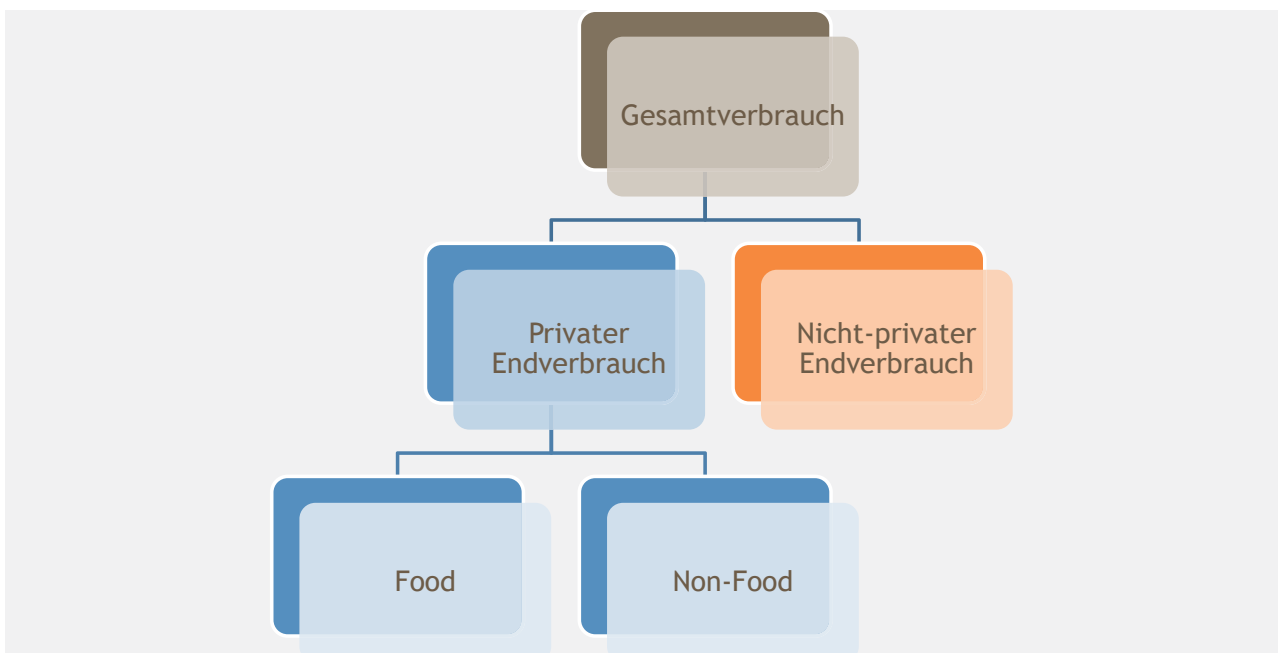 Gesamtverbrauch
Privater
Endverbrauch
Nicht-privater
Endverbrauch
Food
Non-Food